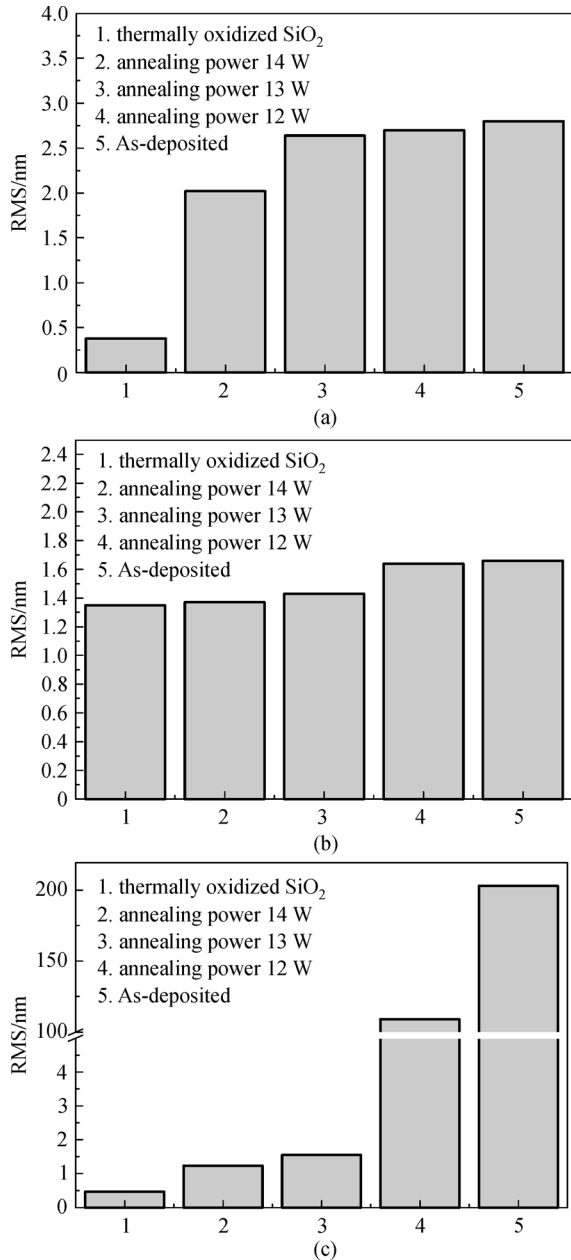 4.0
3.5
3.0
2.5
2.0
1.5
1.0
0.5
0
RMS/nm
1. thermally oxidized SiO₂
2. annealing power 14 W
3. annealing power 13 W
4. annealing power 12 W
5. As-deposited
1 2 3 4 5
(a)
2.4
2.2
2.0
1.8
1.6
1.4
1.2
1.0
0.8
0.6
0.4
0.2
0
RMS/nm
1. thermally oxidized SiO₂
2. annealing power 14 W
3. annealing power 13 W
4. annealing power 12 W
5. As-deposited
1 2 3 4 5
(b)
200
150
100
4
3
2
1
0
RMS/nm
1. thermally oxidized SiO₂
2. annealing power 14 W
3. annealing power 13 W
4. annealing power 12 W
5. As-deposited
1 2 3 4 5
(c)